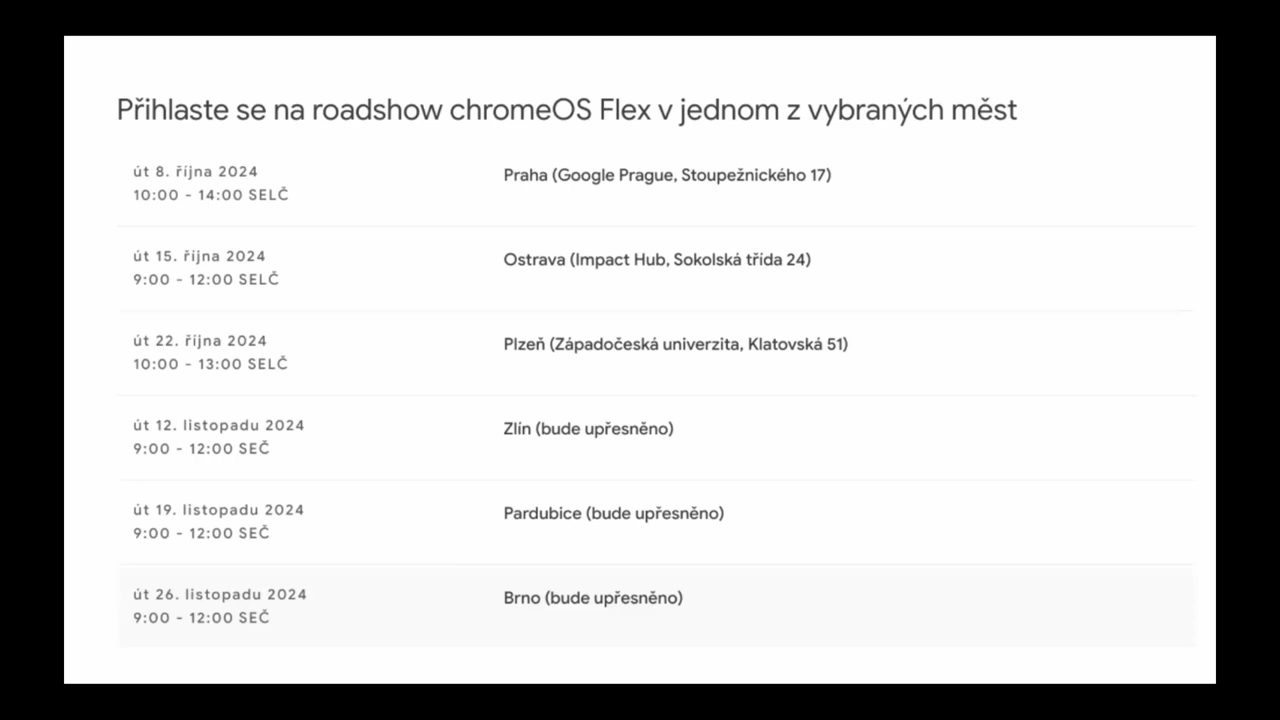 Přihlaste se na roadshow chromeOS Flex v jednom z vybraných měst
út 8. října 2024
10:00 - 14:00 SELČ
Praha (Google Prague, Stoupežnického 17)
út 15. října 2024
9:00 - 12:00 SELČ
Ostrava (Impact Hub, Sokolská třída 24)
út 22. října 2024
10:00 - 13:00 SELČ
Plzeň (Západočeská univerzita, Klatovská 51)
út 12. listopadu 2024
9:00 - 12:00 SEČ
Zlín (bude upřesněno)
út 19. listopadu 2024
9:00 - 12:00 SEČ
Pardubice (bude upřesněno)
út 26. listopadu 2024
9:00 - 12:00 SEČ
Brno (bude upřesněno)